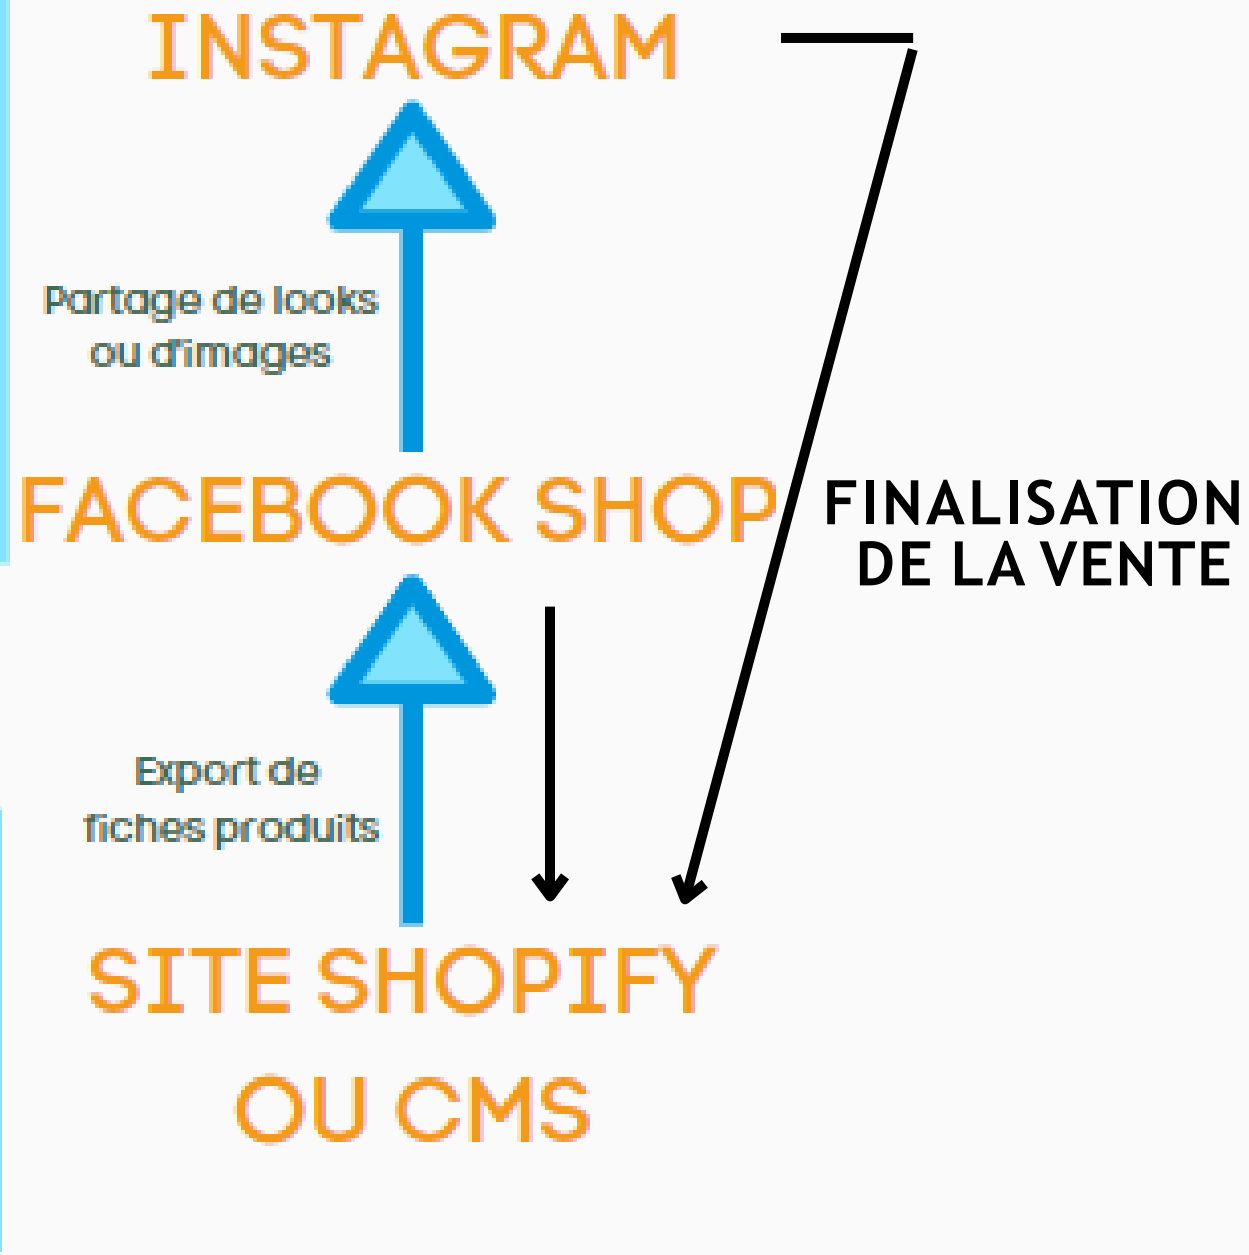 INSTAGRAM
Partage de looks
ou d'images
FACEBOOK SHOP
FINALISATION
DE LA VENTE
Export de
fiches produits
SITE SHOPIFY
OU CMS